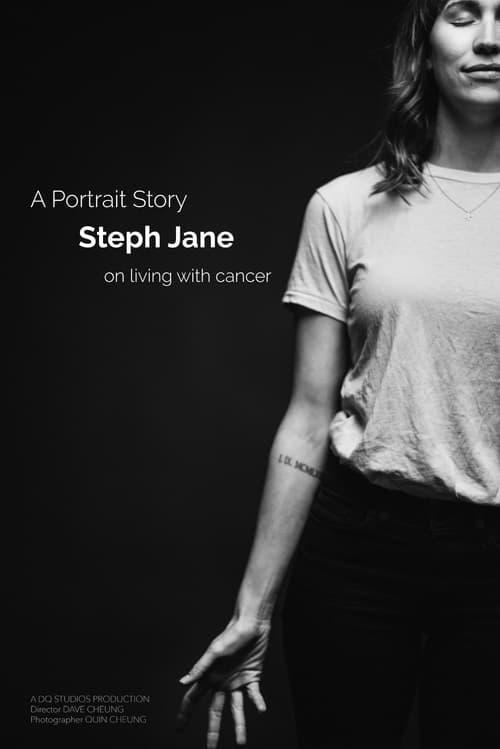 A Portrait Story
Steph Jane
on living with cancer
A DQ STUDIOS PRODUCTION
Director DAVE CHEUNG
Photographer QUIN CHEUNG